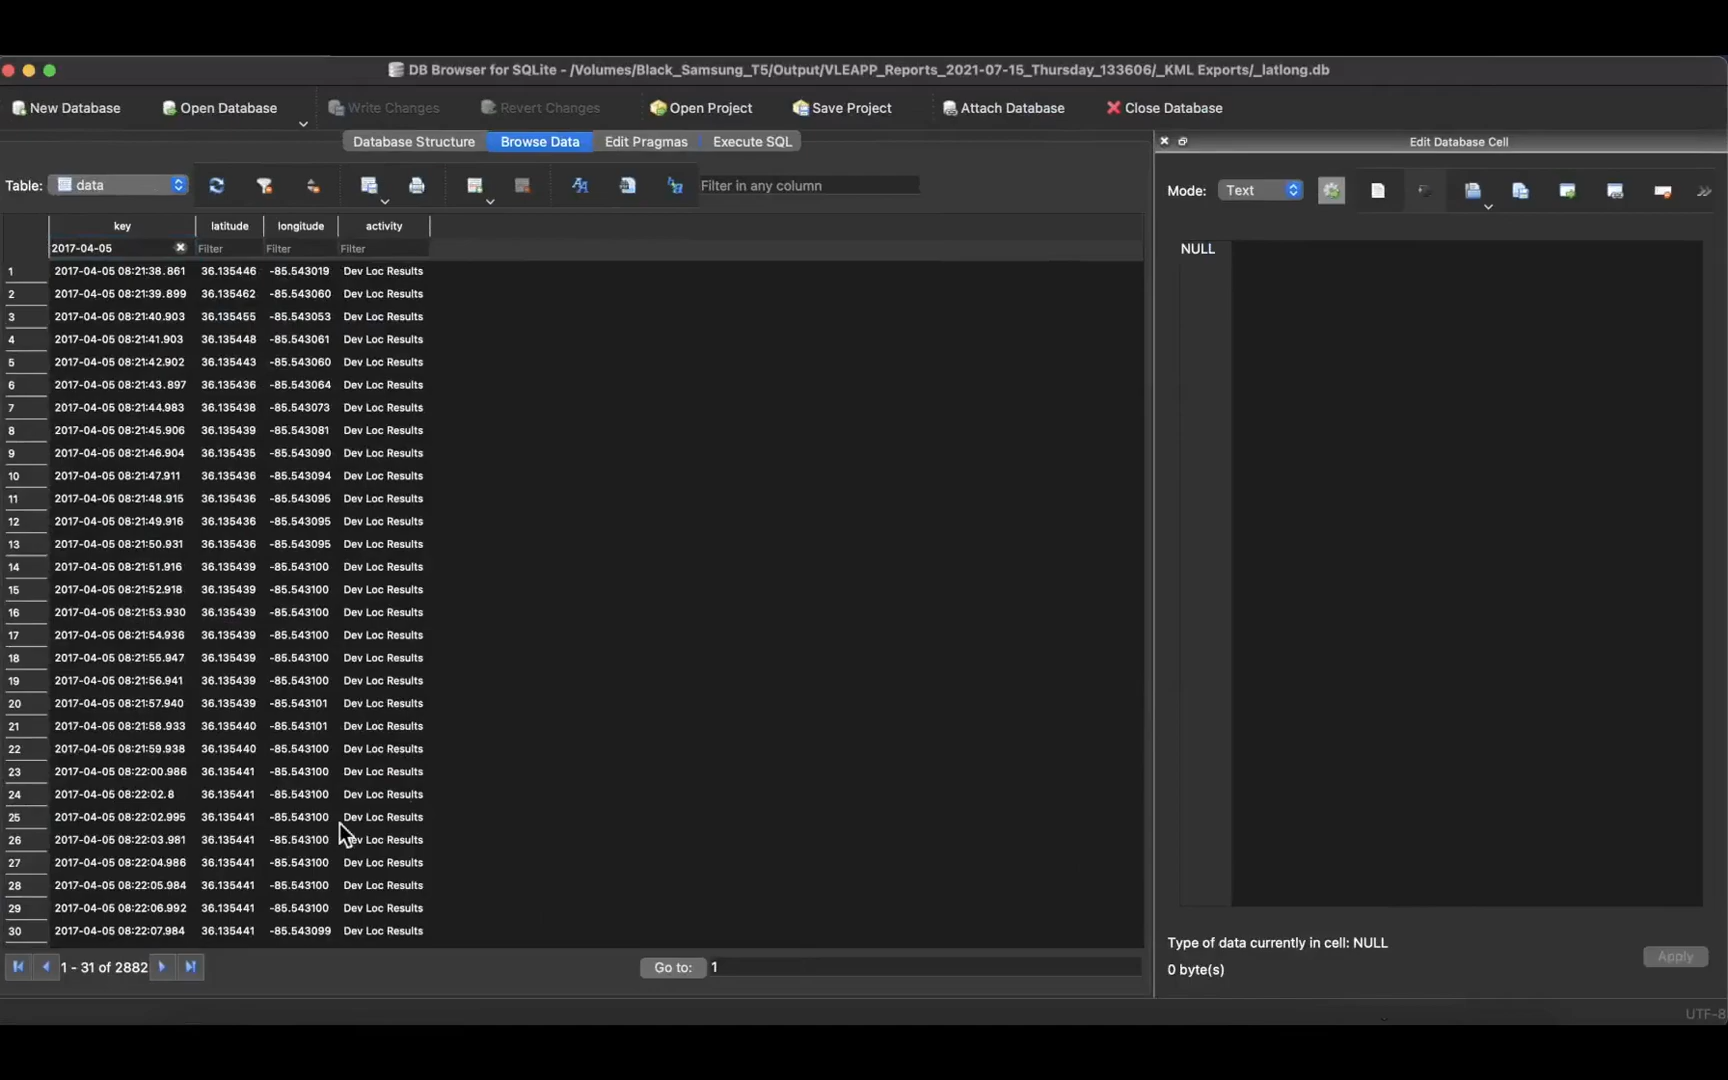 DB Browser for SQLite - /Volumes/Black_Samsung_T5/Output/VLEAPP_Reports_2021-07-15_Thursday_133606/_KML Exports/_latlong.db
New Database Open Database Write Changes Revert Changes Open Project Save Project Attach Database Close Database
Database Structure Browse Data Edit Pragmas Execute SQL
Edit Database Cell
Table: data Filter in any column
Mode: Text
key latitude longitude activity
2017-04-05 Filter Filter Filter
NULL
1 2017-04-05 08:21:38.861 36.135446 -85.543019 Dev Loc Results
2 2017-04-05 08:21:39.899 36.135462 -85.543060 Dev Loc Results
3 2017-04-05 08:21:40.903 36.135455 -85.543053 Dev Loc Results
4 2017-04-05 08:21:41.903 36.135448 -85.543061 Dev Loc Results
5 2017-04-05 08:21:42.902 36.135443 -85.543060 Dev Loc Results
6 2017-04-05 08:21:43.897 36.135436 -85.543064 Dev Loc Results
7 2017-04-05 08:21:44.983 36.135438 -85.543073 Dev Loc Results
8 2017-04-05 08:21:45.906 36.135439 -85.543081 Dev Loc Results
9 2017-04-05 08:21:46.904 36.135435 -85.543090 Dev Loc Results
10 2017-04-05 08:21:47.911 36.135436 -85.543094 Dev Loc Results
11 2017-04-05 08:21:48.915 36.135436 -85.543095 Dev Loc Results
12 2017-04-05 08:21:49.916 36.135436 -85.543095 Dev Loc Results
13 2017-04-05 08:21:50.931 36.135436 -85.543095 Dev Loc Results
14 2017-04-05 08:21:51.916 36.135439 -85.543100 Dev Loc Results
15 2017-04-05 08:21:52.918 36.135439 -85.543100 Dev Loc Results
16 2017-04-05 08:21:53.930 36.135439 -85.543100 Dev Loc Results
17 2017-04-05 08:21:54.936 36.135439 -85.543100 Dev Loc Results
18 2017-04-05 08:21:55.947 36.135439 -85.543100 Dev Loc Results
19 2017-04-05 08:21:56.941 36.135439 -85.543100 Dev Loc Results
20 2017-04-05 08:21:57.940 36.135439 -85.543101 Dev Loc Results
21 2017-04-05 08:21:58.933 36.135440 -85.543101 Dev Loc Results
22 2017-04-05 08:21:59.938 36.135440 -85.543100 Dev Loc Results
23 2017-04-05 08:22:00.986 36.135441 -85.543100 Dev Loc Results
24 2017-04-05 08:22:02.8 36.135441 -85.543100 Dev Loc Results
25 2017-04-05 08:22:02.995 36.135441 -85.543100 Dev Loc Results
26 2017-04-05 08:22:03.981 36.135441 -85.543100 Dev Loc Results
27 2017-04-05 08:22:04.986 36.135441 -85.543100 Dev Loc Results
28 2017-04-05 08:22:05.984 36.135441 -85.543100 Dev Loc Results
29 2017-04-05 08:22:06.992 36.135441 -85.543100 Dev Loc Results
30 2017-04-05 08:22:07.984 36.135441 -85.543099 Dev Loc Results
1 - 31 of 2882 Go to: 1
Type of data currently in cell: NULL
0 byte(s)
Apply
UTF-8